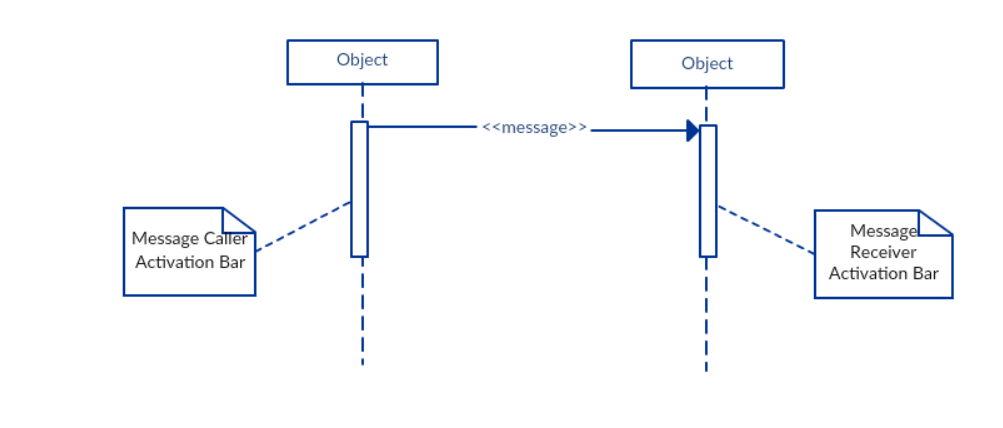 Object
Object
<<message>>
Message Caller
Activation Bar
Message
Receiver
Activation Bar